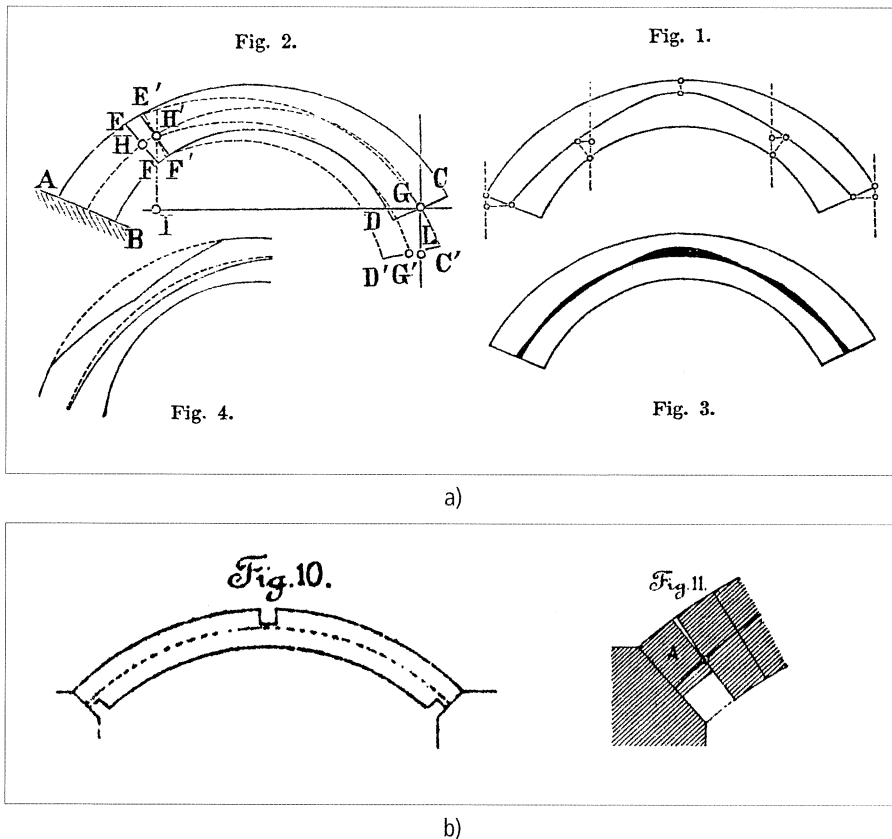 Fig. 2.
Fig. 1.
E'
E
H'
H
F
F'
A
B
I
G
C
D
L
D'
G'
C'
Fig. 4.
Fig. 3.
a)
Fig. 10.
Fig. 11.
A
b)